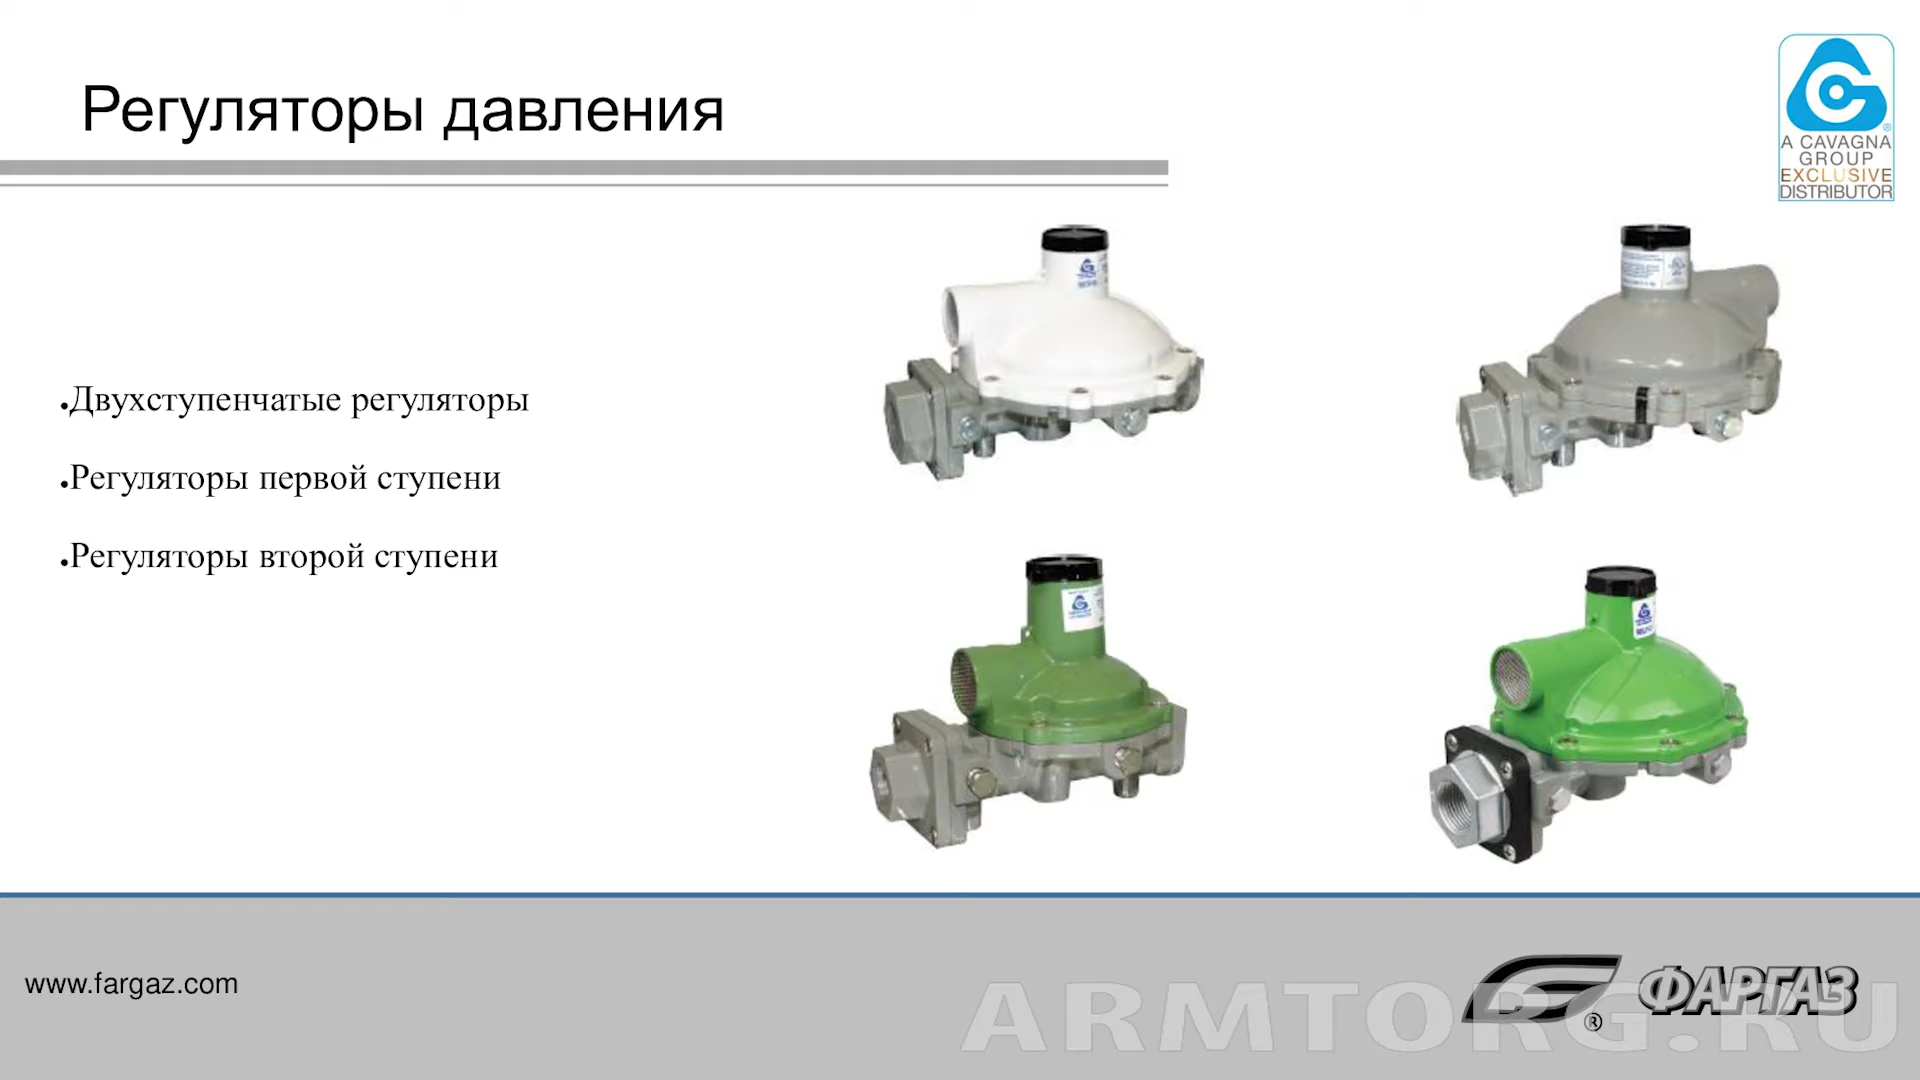 Регуляторы давления
A CAVAGNA
GROUP
EXCLUSIVE
DISTRIBUTOR
®
•Двухступенчатые регуляторы
•Регуляторы первой ступени
•Регуляторы второй ступени
www.fargaz.com
®
ФАРГАЗ
ARMTORG.RU